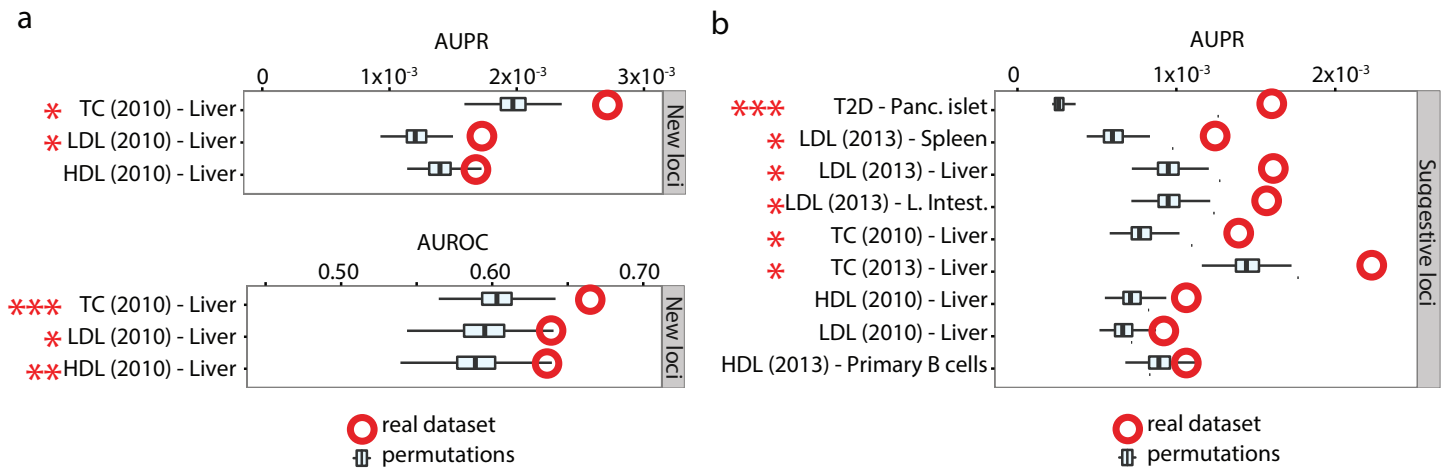 a
AUPR
0 1x10-3 2x10-3 3x10-3
* TC (2010) - Liver
* LDL (2010) - Liver
HDL (2010) - Liver
New loci
AUROC
0.50 0.60 0.70
*** TC (2010) - Liver
* LDL (2010) - Liver
** HDL (2010) - Liver
New loci
real dataset
permutations
b
AUPR
0 1x10-3 2x10-3
*** T2D - Panc. islet
* LDL (2013) - Spleen
* LDL (2013) - Liver
* LDL (2013) - L. Intest.
* TC (2010) - Liver
* TC (2013) - Liver
HDL (2010) - Liver
LDL (2010) - Liver
HDL (2013) - Primary B cells
Suggestive loci
real dataset
permutations